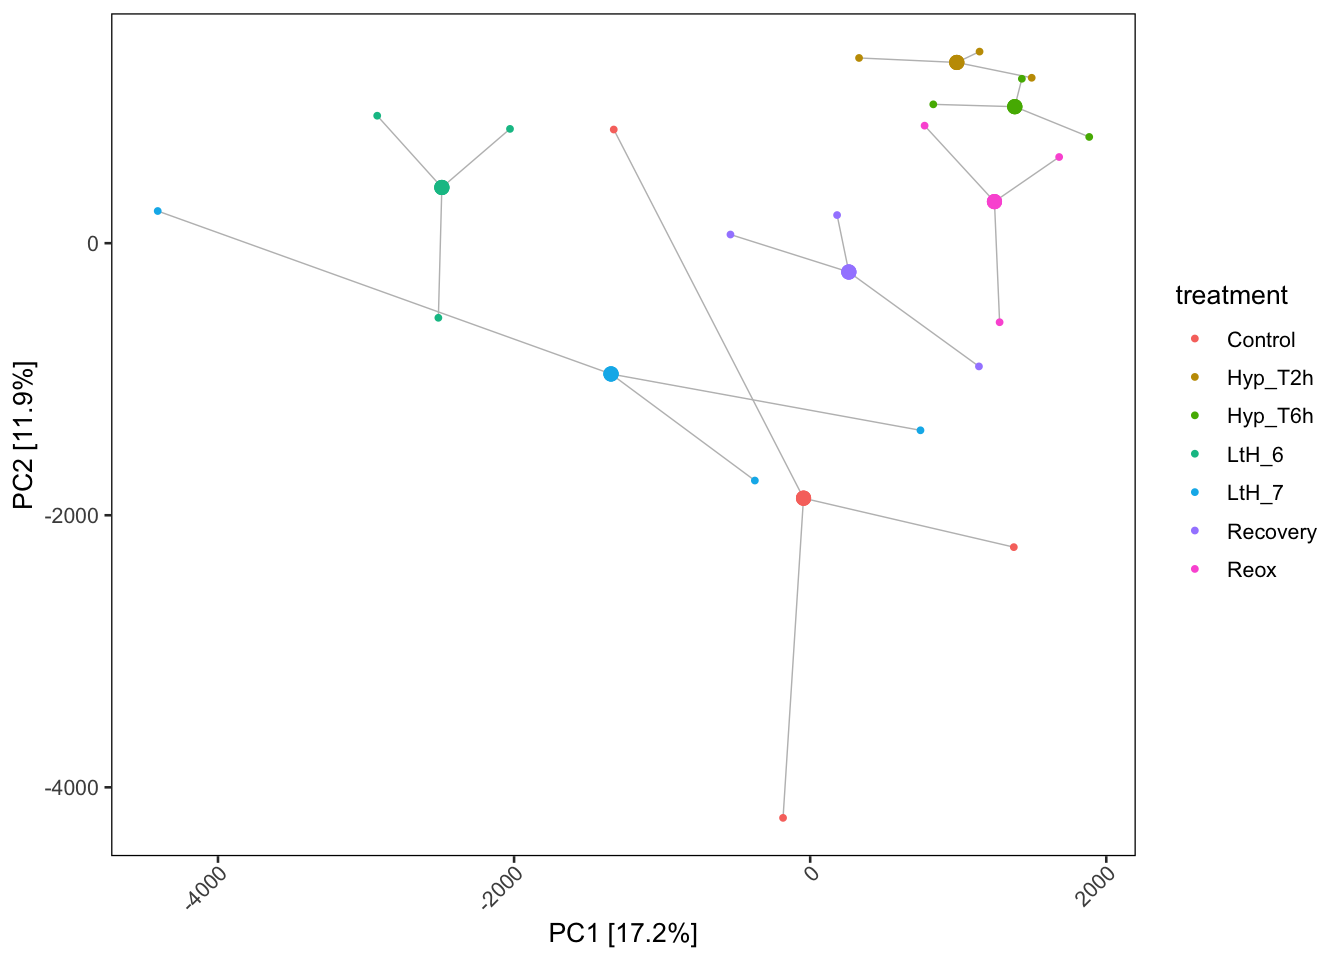 0
-2000
-4000
PC2 [11.9%]
-4000
-2000
0
2000
PC1 [17.2%]
treatment
Control
Hyp_T2h
Hyp_T6h
LtH_6
LtH_7
Recovery
Reox